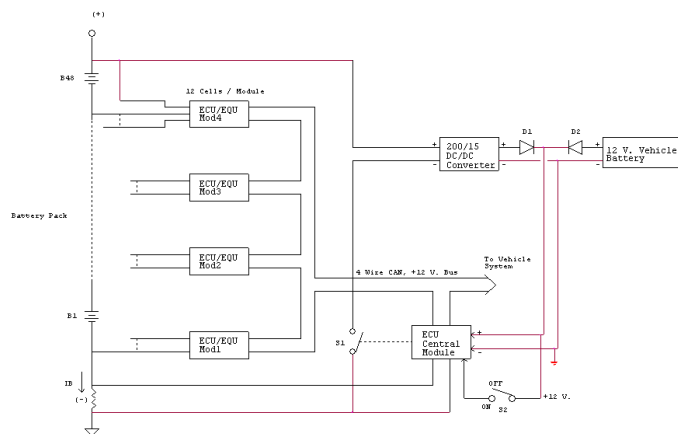 (+)
B48
12 Cells / Module
ECU/EQU
Mod4
D1
D2
+
200/15
DC/DC
Converter
-
+
-
+
-
12 V. Vehicle
Battery
ECU/EQU
Mod3
Battery Pack
ECU/EQU
Mod2
To Vehicle
System
4 Wire CAN, +12 V. Bus
B1
ECU/EQU
Mod1
S1
ECU
Central
Module
+
-
IB
(-)
OFF
ON
S2
+12 V.